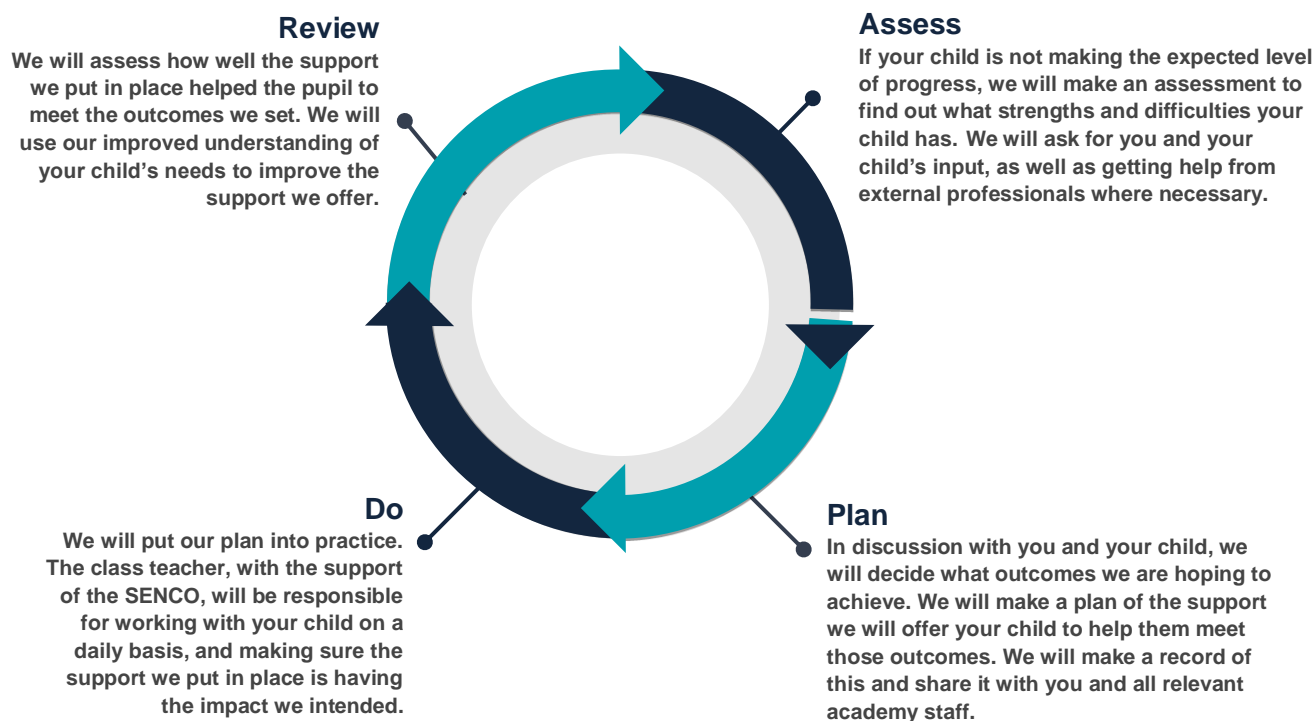 Review
We will assess how well the support
we put in place helped the pupil to
meet the outcomes we set. We will
use our improved understanding of
your child’s needs to improve the
support we offer.
Assess
If your child is not making the expected level
of progress, we will make an assessment to
find out what strengths and difficulties your
child has. We will ask for you and your
child’s input, as well as getting help from
external professionals where necessary.
Do
We will put our plan into practice.
The class teacher, with the support
of the SENCO, will be responsible
for working with your child on a
daily basis, and making sure the
support we put in place is having
the impact we intended.
Plan
In discussion with you and your child, we
will decide what outcomes we are hoping to
achieve. We will make a plan of the support
we will offer your child to help them meet
those outcomes. We will make a record of
this and share it with you and all relevant
academy staff.